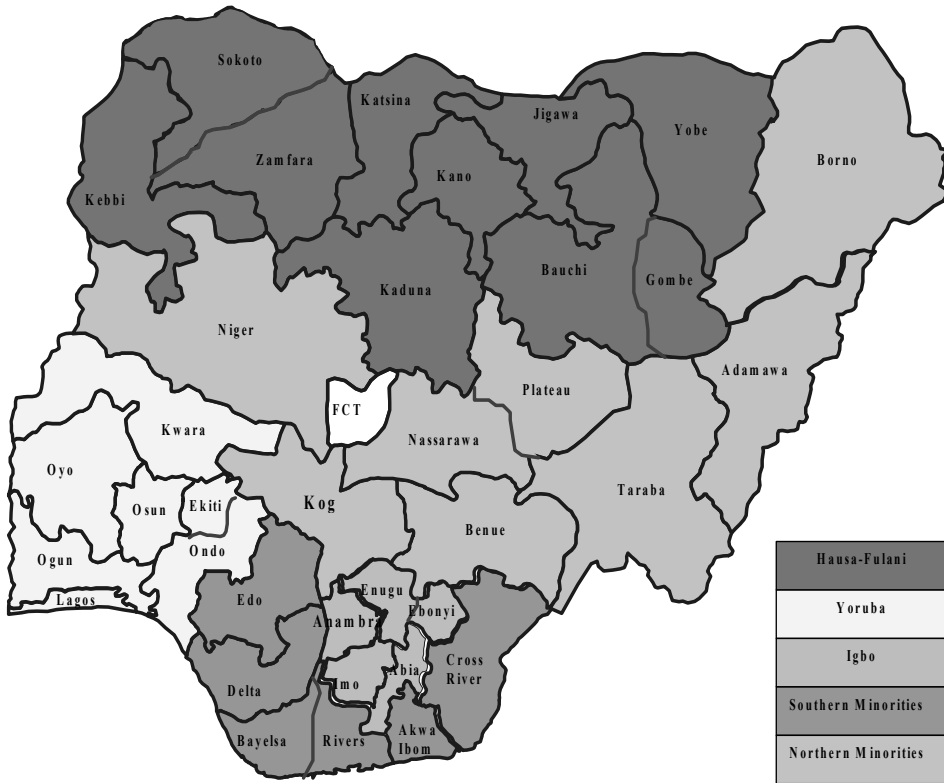 Sokoto
Katsina
Jigawa
Yobe
Borno
Zamfara
Kano
Kebbi
Bauchi
Gombe
Kaduna
Niger
Adamawa
Plateau
FCT
Kwara
Nassarawa
Oyo
Taraba
Osun
Ekiti
Kog
Benue
Ogun
Ondo
Lagos
Edo
Enugu
Ebonyi
Anambra
Cross
River
Abia
Imo
Delta
Bayelsa
Rivers
Akwa
Ibom
Hausa-Fulani
Yoruba
Igbo
Southern Minorities
Northern Minorities